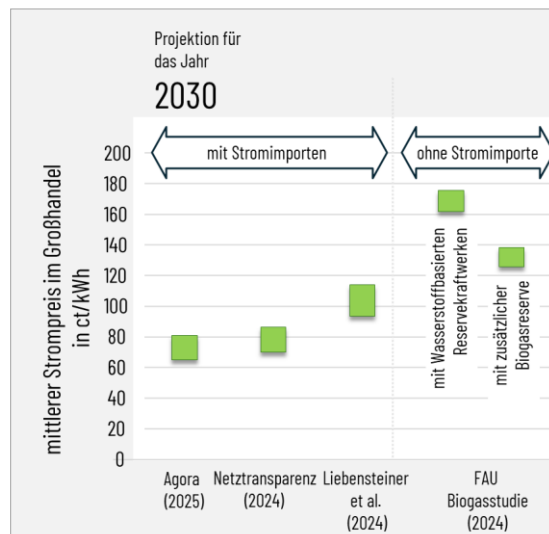 Projektion für
das Jahr
2030
mit Stromimporten
ohne Stromimporte
mittlerer Strompreis im Großhandel
in ct/kWh
200
180
160
140
120
100
80
60
40
20
0
mit Wasserstoffbasierten
Reservekraftwerken
mit zusätzlicher
Biogasreserve
Agora
(2025)
Netztransparenz
(2024)
Liebensteiner
et al.
(2024)
FAU
Biogasstudie
(2024)